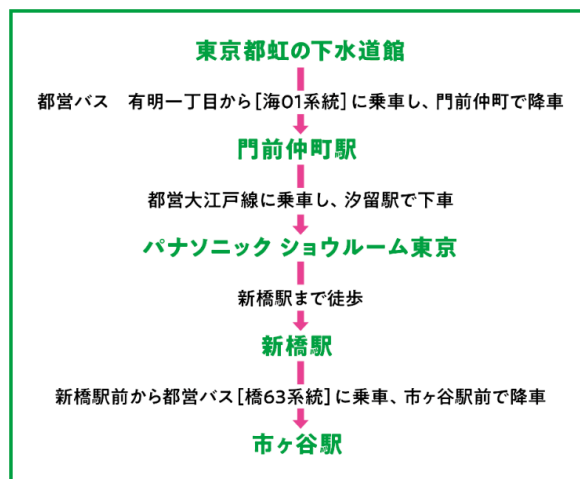 東京都虹の下水道館
都営バス　有明一丁目から[海01系統]に乗車し、門前仲町で降車
門前仲町駅
都営大江戸線に乗車し、汐留駅で下車
パナソニック ショウルーム東京
新橋駅まで徒歩
新橋駅
新橋駅前から都営バス[橋63系統]に乗車、市ヶ谷駅前で降車
市ヶ谷駅